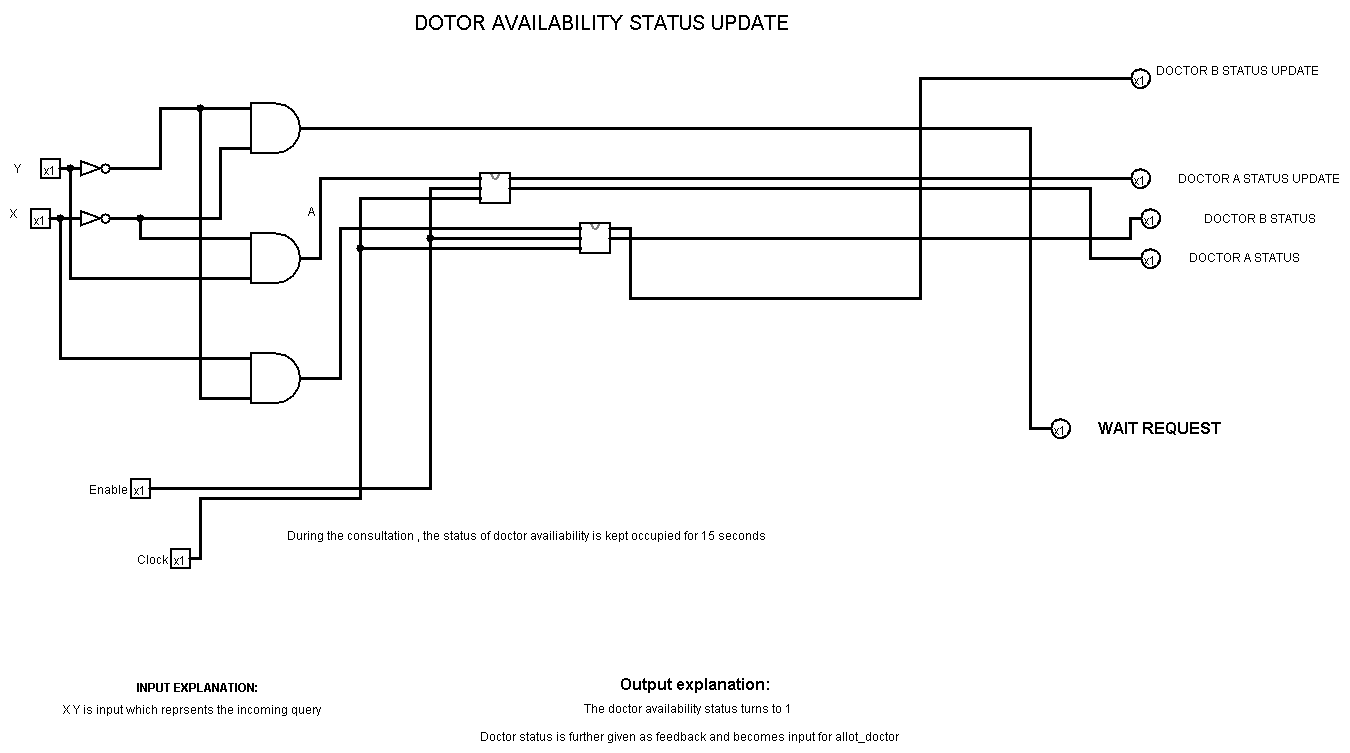 DOTOR AVAILABILITY STATUS UPDATE
x1 DOCTOR B STATUS UPDATE
Y x1
x1 DOCTOR A STATUS UPDATE
X x1
A
x1 DOCTOR B STATUS
x1 DOCTOR A STATUS
x1 WAIT REQUEST
Enable x1
During the consultation , the status of doctor availiability is kept occupied for 15 seconds
Clock x1
INPUT EXPLANATION:
X Y is input which reprsents the incoming query
Output explanation:
The doctor availability status turns to 1
Doctor status is further given as feedback and becomes input for allot_doctor